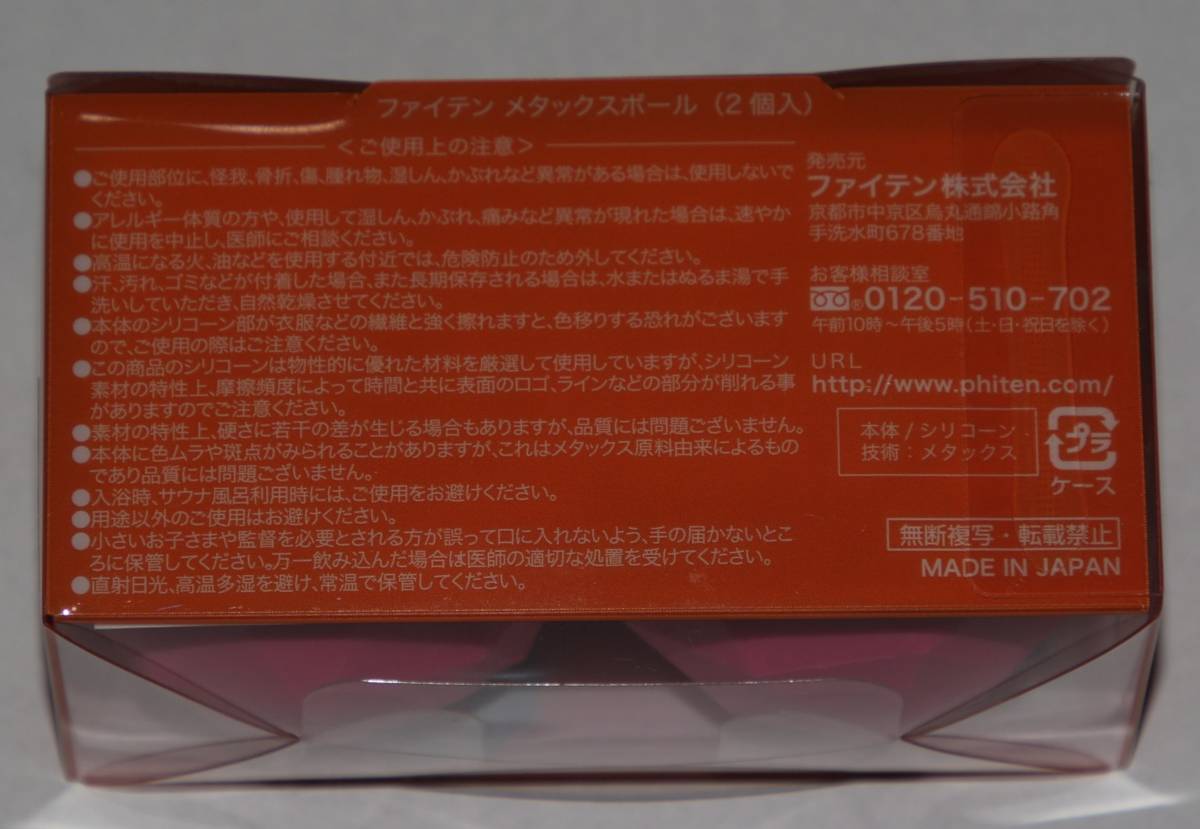 ファイテン メタックスボール（2個入）
＜ご使用上の注意＞
●ご使用部位に、怪我、骨折、傷、腫れ物、湿しん、かぶれなど異常がある場合は、使用しないで
ください。
●アレルギー体質の方や、使用して湿しん、かぶれ、痛みなど異常が現れた場合は、速やか
に使用を中止し、医師にご相談ください。
●高温になる火、油などを使用する付近では、危険防止のため外してください。
●汗、汚れ、ゴミなどが付着した場合、また長期保存される場合は、水またはぬるま湯で手
洗いしていただき、自然乾燥させてください。
●本体のシリコーン部が衣服などの繊維と強く擦れますと、色移りする恐れがございます
ので、ご使用の際はご注意ください。
●この商品のシリコーンは物性的に優れた材料を厳選して使用していますが、シリコーン
素材の特性上、摩擦頻度によって時間と共に表面のロゴ、ラインなどの部分が削れる事
がありますのでご注意ください。
●素材の特性上、硬さに若干の差が生じる場合もありますが、品質には問題ございません。
●本体に色ムラや斑点がみられることがありますが、これはメタックス原料由来によるもの
であり品質には問題ございません。
●入浴時、サウナ風呂利用時には、ご使用をお避けください。
●用途以外のご使用はお避けください。
●小さいお子さまや監督を必要とされる方が誤って口に入れないよう、手の届かないとこ
ろに保管してください。万一飲み込んだ場合は医師の適切な処置を受けてください。
●直射日光、高温多湿を避け、常温で保管してください。
発売元
ファイテン株式会社
京都市中京区烏丸通錦小路角
手洗水町678番地
お客様相談室
®0120-510-702
午前10時〜午後5時（土・日・祝日を除く）
URL
http://www.phiten.com/
本体 / シリコーン
技術：メタックス
プラ
ケース
無断複写・転載禁止
MADE IN JAPAN